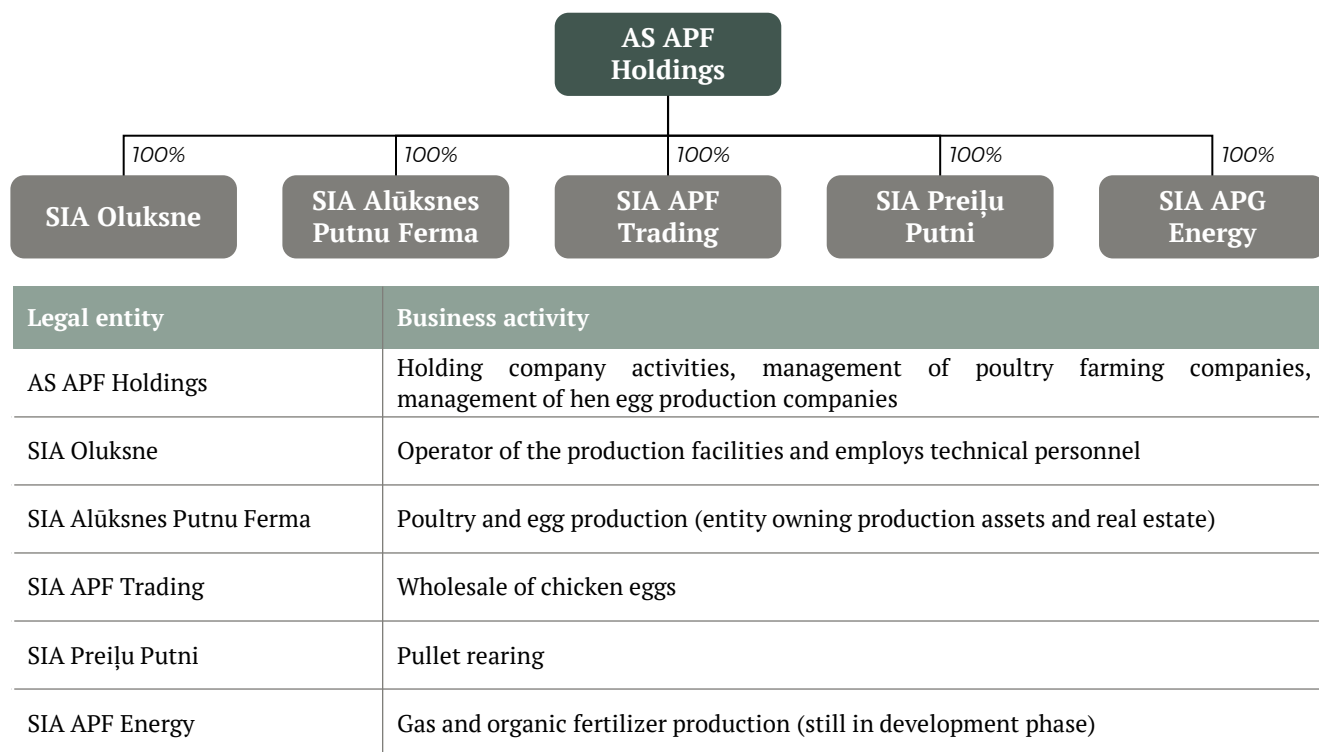 AS APF
Holdings
100%
100%
100%
100%
100%
SIA Oluksne
SIA Alūksnes
Putnu Ferma
SIA APF
Trading
SIA Preiļu
Putni
SIA APG
Energy
Legal entity
Business activity
AS APF Holdings
Holding company activities, management of poultry farming companies,
management of hen egg production companies
SIA Oluksne
Operator of the production facilities and employs technical personnel
SIA Alūksnes Putnu Ferma
Poultry and egg production (entity owning production assets and real estate)
SIA APF Trading
Wholesale of chicken eggs
SIA Preiļu Putni
Pullet rearing
SIA APF Energy
Gas and organic fertilizer production (still in development phase)